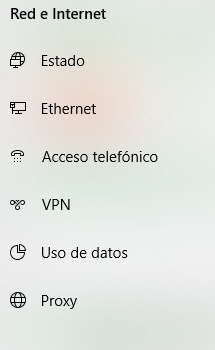 Red e Internet
Estado
Ethernet
Acceso telefónico
VPN
Uso de datos
Proxy